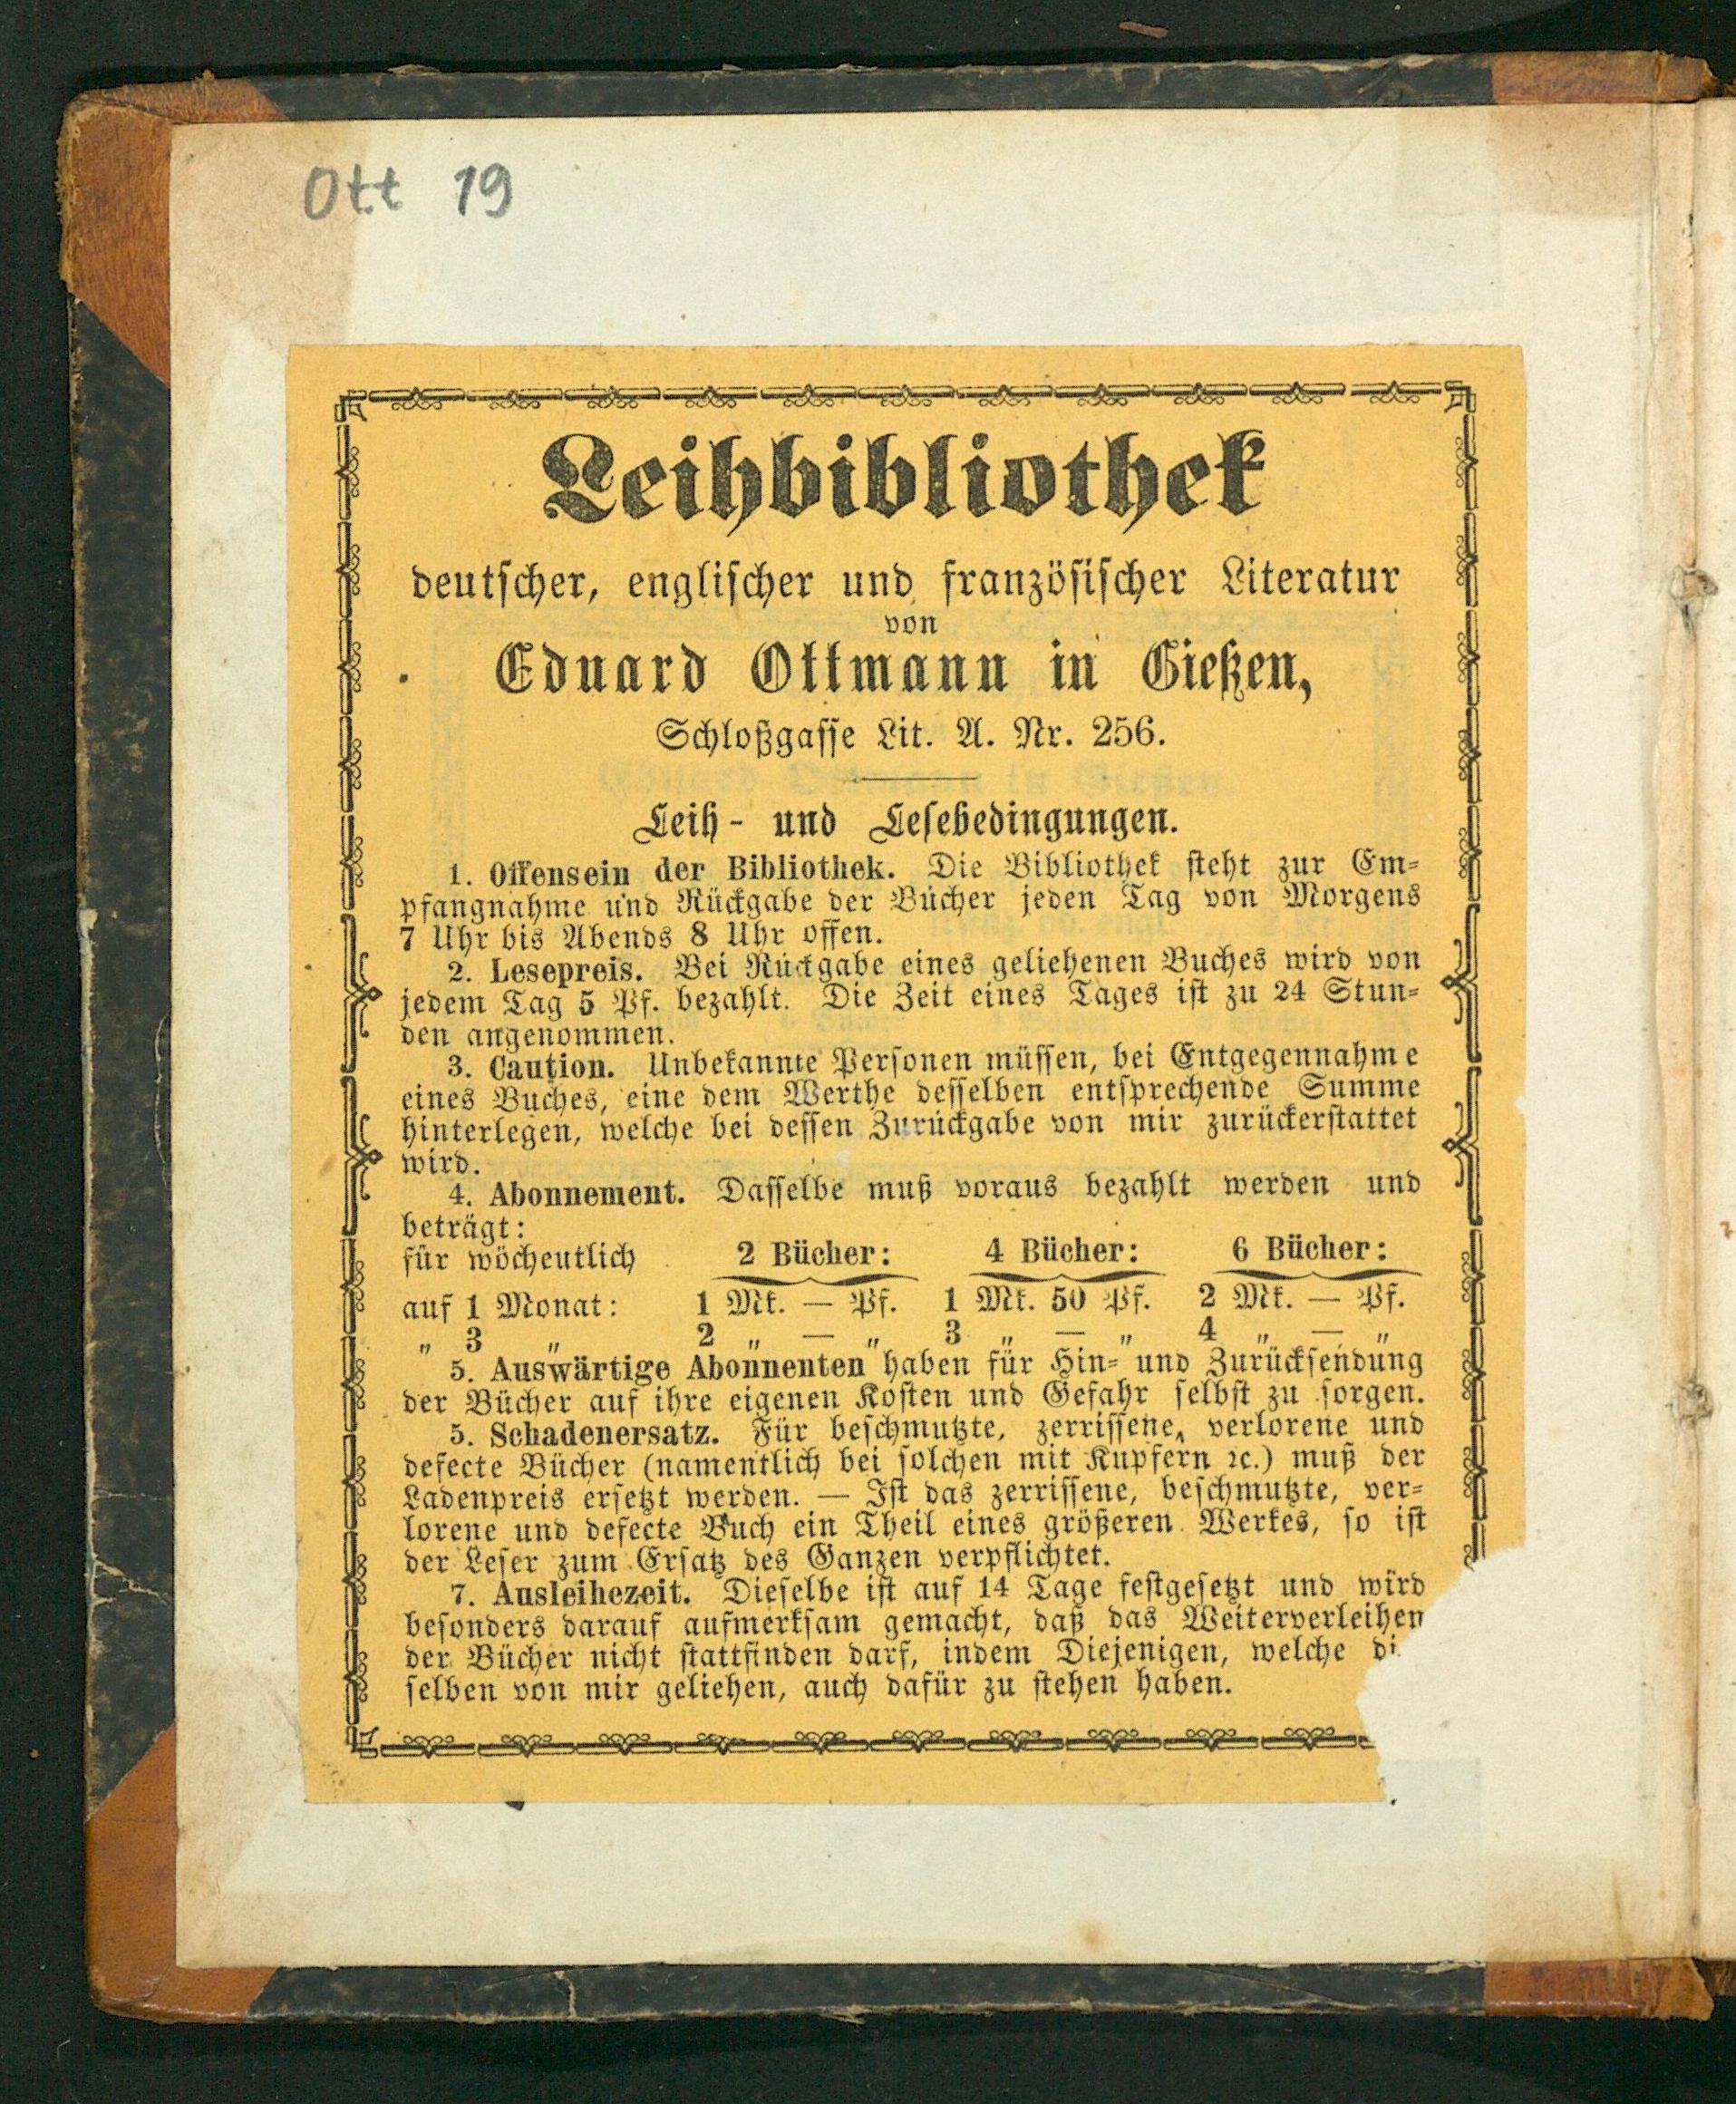 Ott 19
Leihbibliothek
deutscher, englischer und französischer Literatur
von
Eduard Ottmann in Gießen,
Schloßgasse Lit. A. Nr. 256.
Leih- und Lesebedingungen.
1. Offensein der Bibliothek. Die Bibliothek steht zur Em-
pfangnahme und Rückgabe der Bücher jeden Tag von Morgens
7 Uhr bis Abends 8 Uhr offen.
2. Lesepreis. Bei Rückgabe eines geliehenen Buches wird von
jedem Tag 5 Pf. bezahlt. Die Zeit eines Tages ist zu 24 Stun-
den angenommen.
3. Caution. Unbekannte Personen müssen, bei Entgegennahme
eines Buches, eine dem Werthe desselben entsprechende Summe
hinterlegen, welche bei dessen Zurückgabe von mir zurückerstattet
wird.
4. Abonnement. Dasselbe muß voraus bezahlt werden und
beträgt:
für wöchentlich 2 Bücher: 4 Bücher: 6 Bücher:
auf 1 Monat: 1 Mk. — Pf. 1 Mk. 50 Pf. 2 Mk. — Pf.
„ 3 „ 2 „ — „ 3 „ — „ 4 „ — „
5. Auswärtige Abonnenten haben für Hin- und Zurücksendung
der Bücher auf ihre eigenen Kosten und Gefahr selbst zu sorgen.
5. Schadenersatz. Für beschmutzte, zerrissene, verlorene und
defecte Bücher (namentlich bei solchen mit Kupfern ꝛc.) muß der
Ladenpreis ersetzt werden. — Ist das zerrissene, beschmutzte, ver-
lorene und defecte Buch ein Theil eines größeren Werkes, so ist
der Leser zum Ersatz des Ganzen verpflichtet.
7. Ausleihezeit. Dieselbe ist auf 14 Tage festgesetzt und wird
besonders darauf aufmerksam gemacht, daß das Weiterverleihen
der Bücher nicht stattfinden darf, indem Diejenigen, welche di
selben von mir geliehen, auch dafür zu stehen haben.